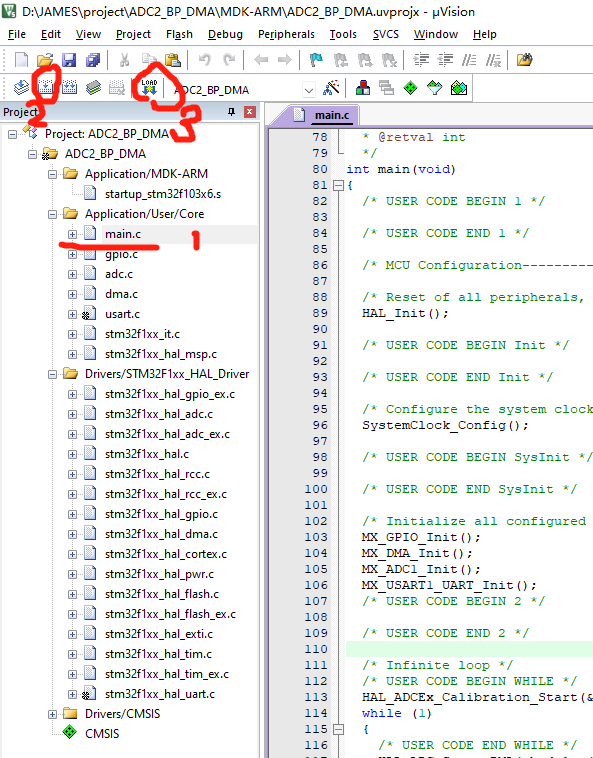 D:\JAMES\project\ADC2_BP_DMA\MDK-ARM\ADC2_BP_DMA.uvprojx - µVision
File Edit View Project Flash Debug Peripherals Tools SVCS Window Help
LOAD
ADC2_BP_DMA
2
3
Project
main.c
Project: ADC2_BP_DMA
ADC2_BP_DMA
Application/MDK-ARM
startup_stm32f103x6.s
Application/User/Core
main.c
1
gpio.c
adc.c
dma.c
usart.c
stm32f1xx_it.c
stm32f1xx_hal_msp.c
Drivers/STM32F1xx_HAL_Driver
stm32f1xx_hal_gpio_ex.c
stm32f1xx_hal_adc.c
stm32f1xx_hal_adc_ex.c
stm32f1xx_hal.c
stm32f1xx_hal_rcc.c
stm32f1xx_hal_rcc_ex.c
stm32f1xx_hal_gpio.c
stm32f1xx_hal_dma.c
stm32f1xx_hal_cortex.c
stm32f1xx_hal_pwr.c
stm32f1xx_hal_flash.c
stm32f1xx_hal_flash_ex.c
stm32f1xx_hal_exti.c
stm32f1xx_hal_tim.c
stm32f1xx_hal_tim_ex.c
stm32f1xx_hal_uart.c
Drivers/CMSIS
CMSIS
78 * @retval int
79 */
80 int main(void)
81 {
82 /* USER CODE BEGIN 1 */
83
84 /* USER CODE END 1 */
85
86 /* MCU Configuration----------
87
88 /* Reset of all peripherals,
89 HAL_Init();
90
91 /* USER CODE BEGIN Init */
92
93 /* USER CODE END Init */
94
95 /* Configure the system clock
96 SystemClock_Config();
97
98 /* USER CODE BEGIN SysInit */
99
100 /* USER CODE END SysInit */
101
102 /* Initialize all configured
103 MX_GPIO_Init();
104 MX_DMA_Init();
105 MX_ADC1_Init();
106 MX_USART1_UART_Init();
107 /* USER CODE BEGIN 2 */
108
109 /* USER CODE END 2 */
110
111 /* Infinite loop */
112 /* USER CODE BEGIN WHILE */
113 HAL_ADCEx_Calibration_Start(&
114 while (1)
115 {
116 /* USER CODE END WHILE */